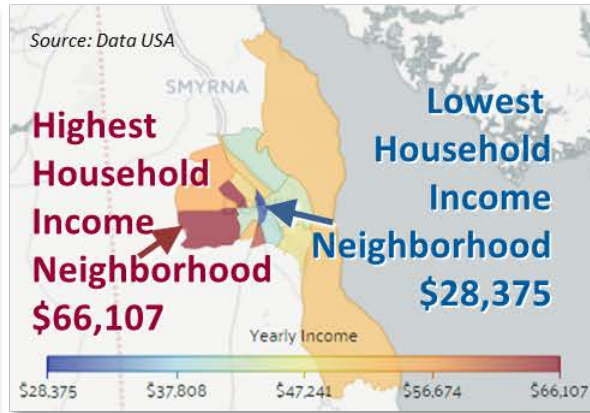 Source: Data USA
SMYRNA
Highest
Household
Income
Neighborhood
$66,107
Lowest
Household
Income
Neighborhood
$28,375
Yearly Income
$28,375 $37,808 $47,241 $56,674 $66,107